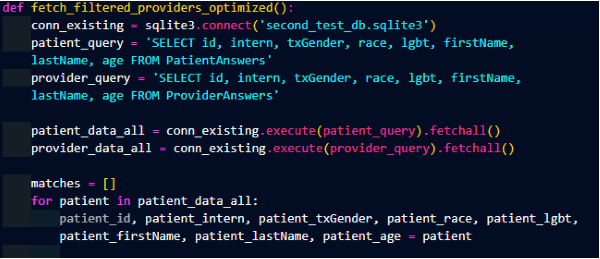 def fetch_filtered_providers_optimized():
conn_existing = sqlite3.connect('second_test_db.sqlite3')
patient_query = 'SELECT id, intern, txGender, race, lgbt, firstName,
lastName, age FROM PatientAnswers'
provider_query = 'SELECT id, intern, txGender, race, lgbt, firstName,
lastName, age FROM ProviderAnswers'
patient_data_all = conn_existing.execute(patient_query).fetchall()
provider_data_all = conn_existing.execute(provider_query).fetchall()
matches = []
for patient in patient_data_all:
patient_id, patient_intern, patient_txGender, patient_race, patient_lgbt,
patient_firstName, patient_lastName, patient_age = patient